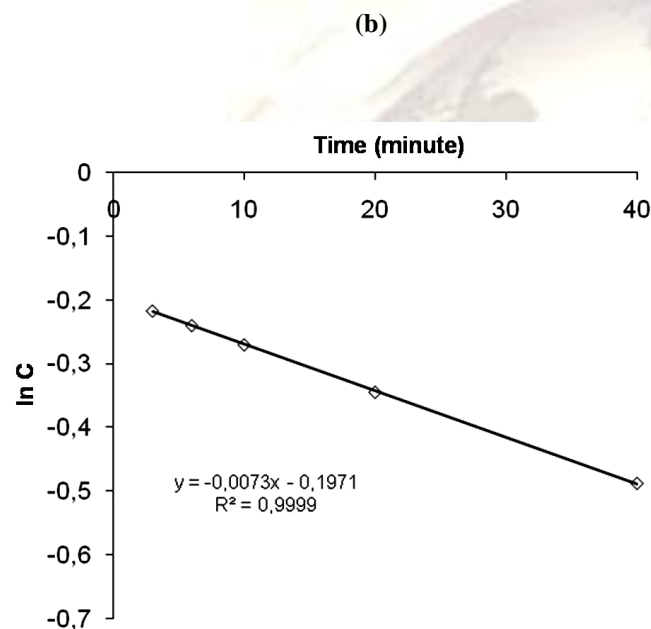 (b)
Time (minute)
0
0 10 20 30 40
-0,1
-0,2
-0,3
-0,4
-0,5
-0,6
-0,7
ln C
y = -0,0073x - 0,1971
R² = 0,9999